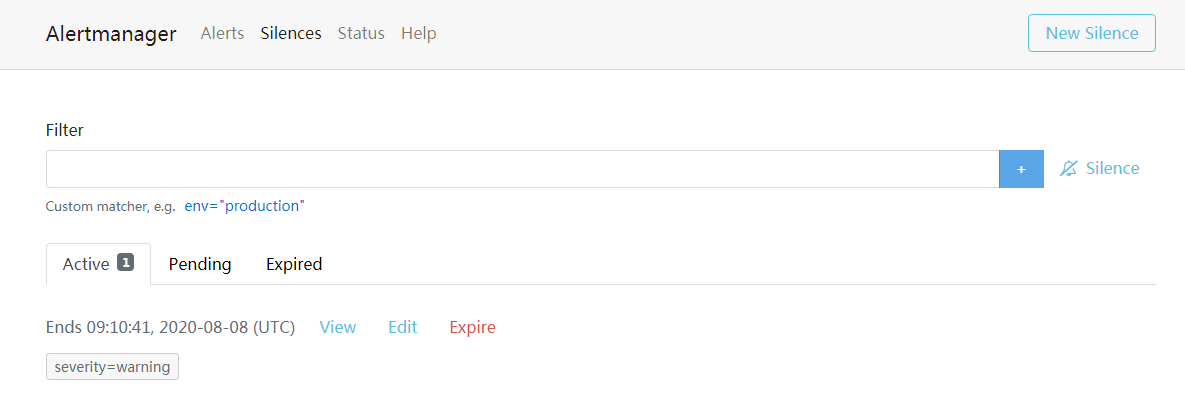 Alertmanager Alerts Silences Status Help New Silence
Filter
+ Silence
Custom matcher, e.g. env="production"
Active 1 Pending Expired
Ends 09:10:41, 2020-08-08 (UTC) View Edit Expire
severity=warning